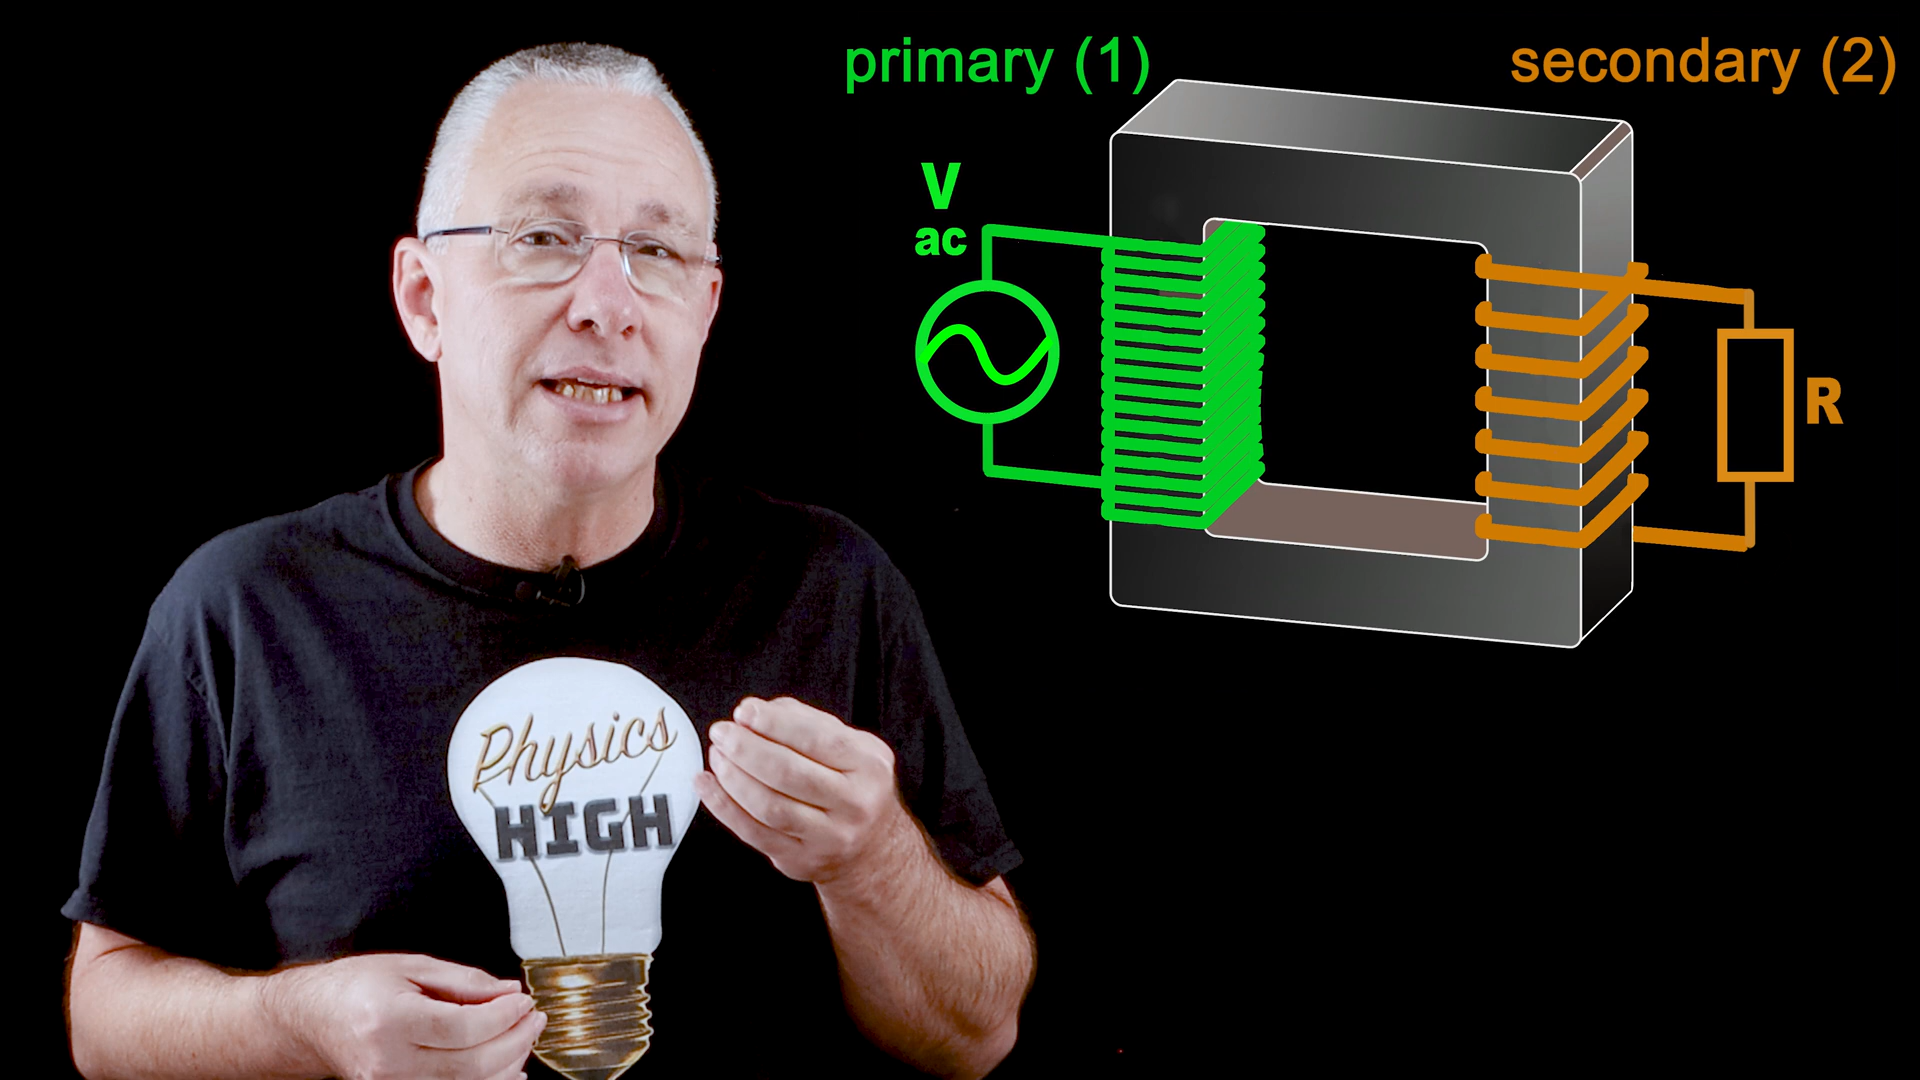 primary (1)
secondary (2)
V
ac
R
Physics
HIGH